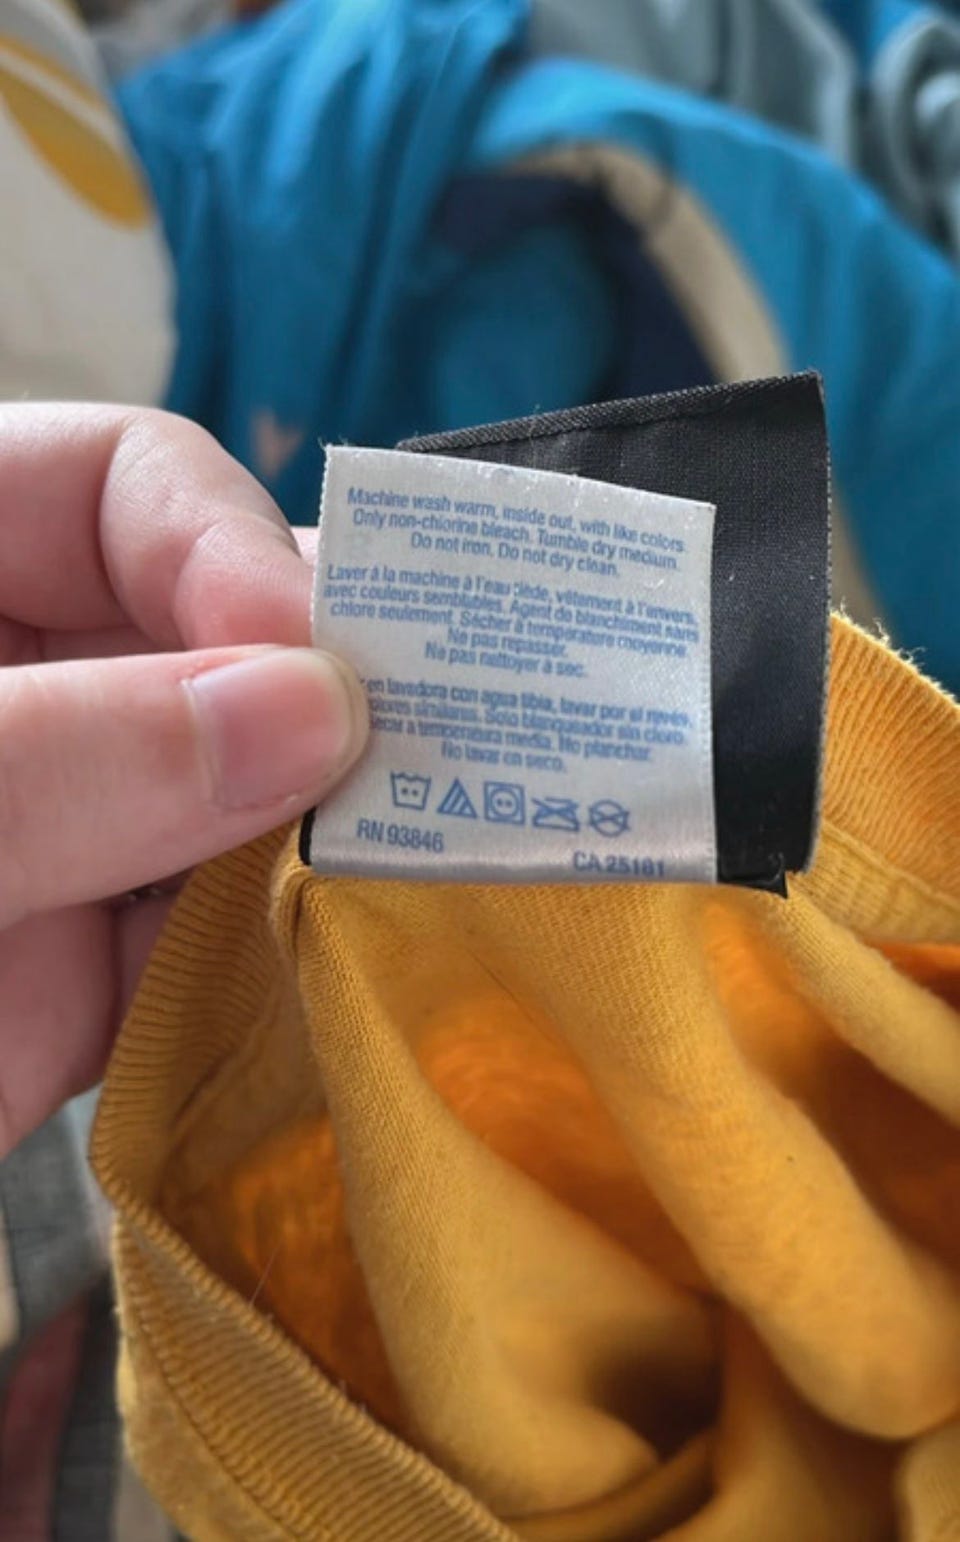 Machine wash warm, inside out, with like colors.
Only non-chlorine bleach. Tumble dry medium.
Do not iron. Do not dry clean.
Laver à la machine à l'eau tiède, vêtement à l'envers,
avec couleurs semblables. Agent de blanchiment sans
chlore seulement. Sécher à température moyenne.
Ne pas repasser.
Ne pas nettoyer à sec.
en lavadora con agua tibia, lavar por el revés,
similares. Solo blanqueador sin cloro.
a temperatura media. No planchar.
No lavar en seco.
RN 93846
CA 25181